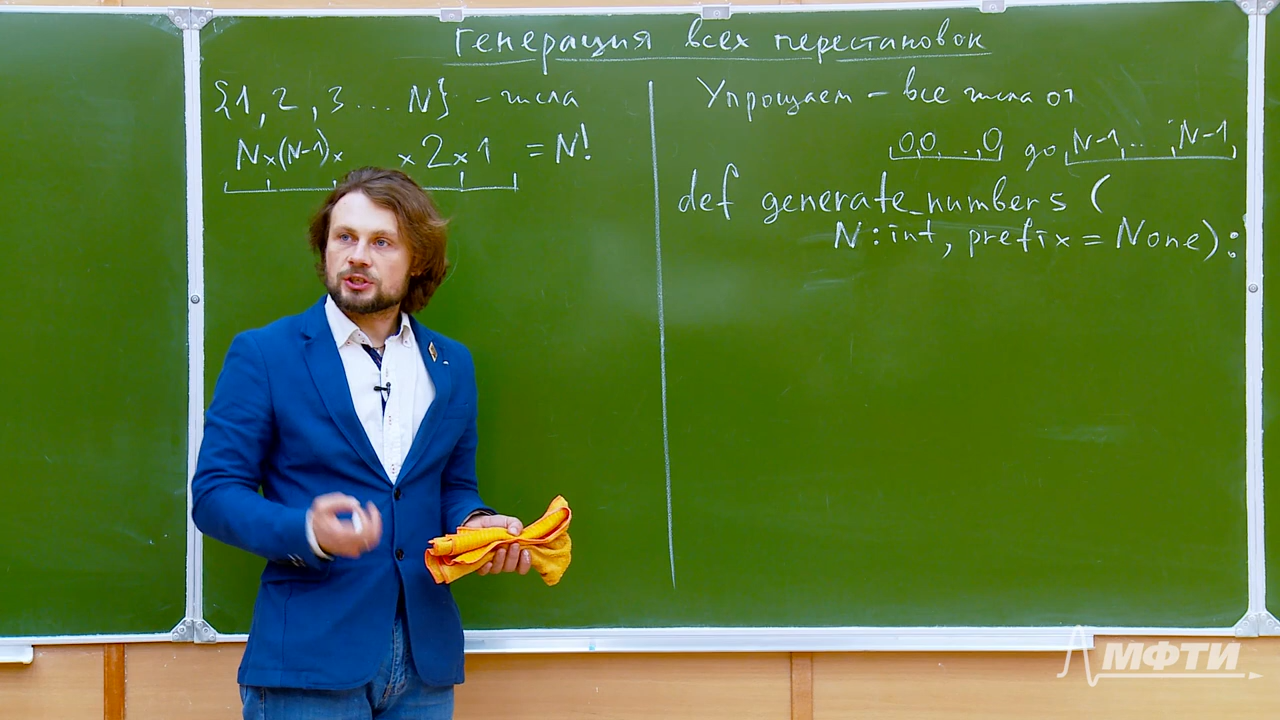 Генерация всех перестановок
{1, 2, 3 ... N} - числа
N x (N-1) x x 2 x 1 = N!
Упрощаем - все числа от
0,0, ..., 0 до N-1, ... , N-1,
def generate_numbers (
N: int, prefix = None):
МФТИ